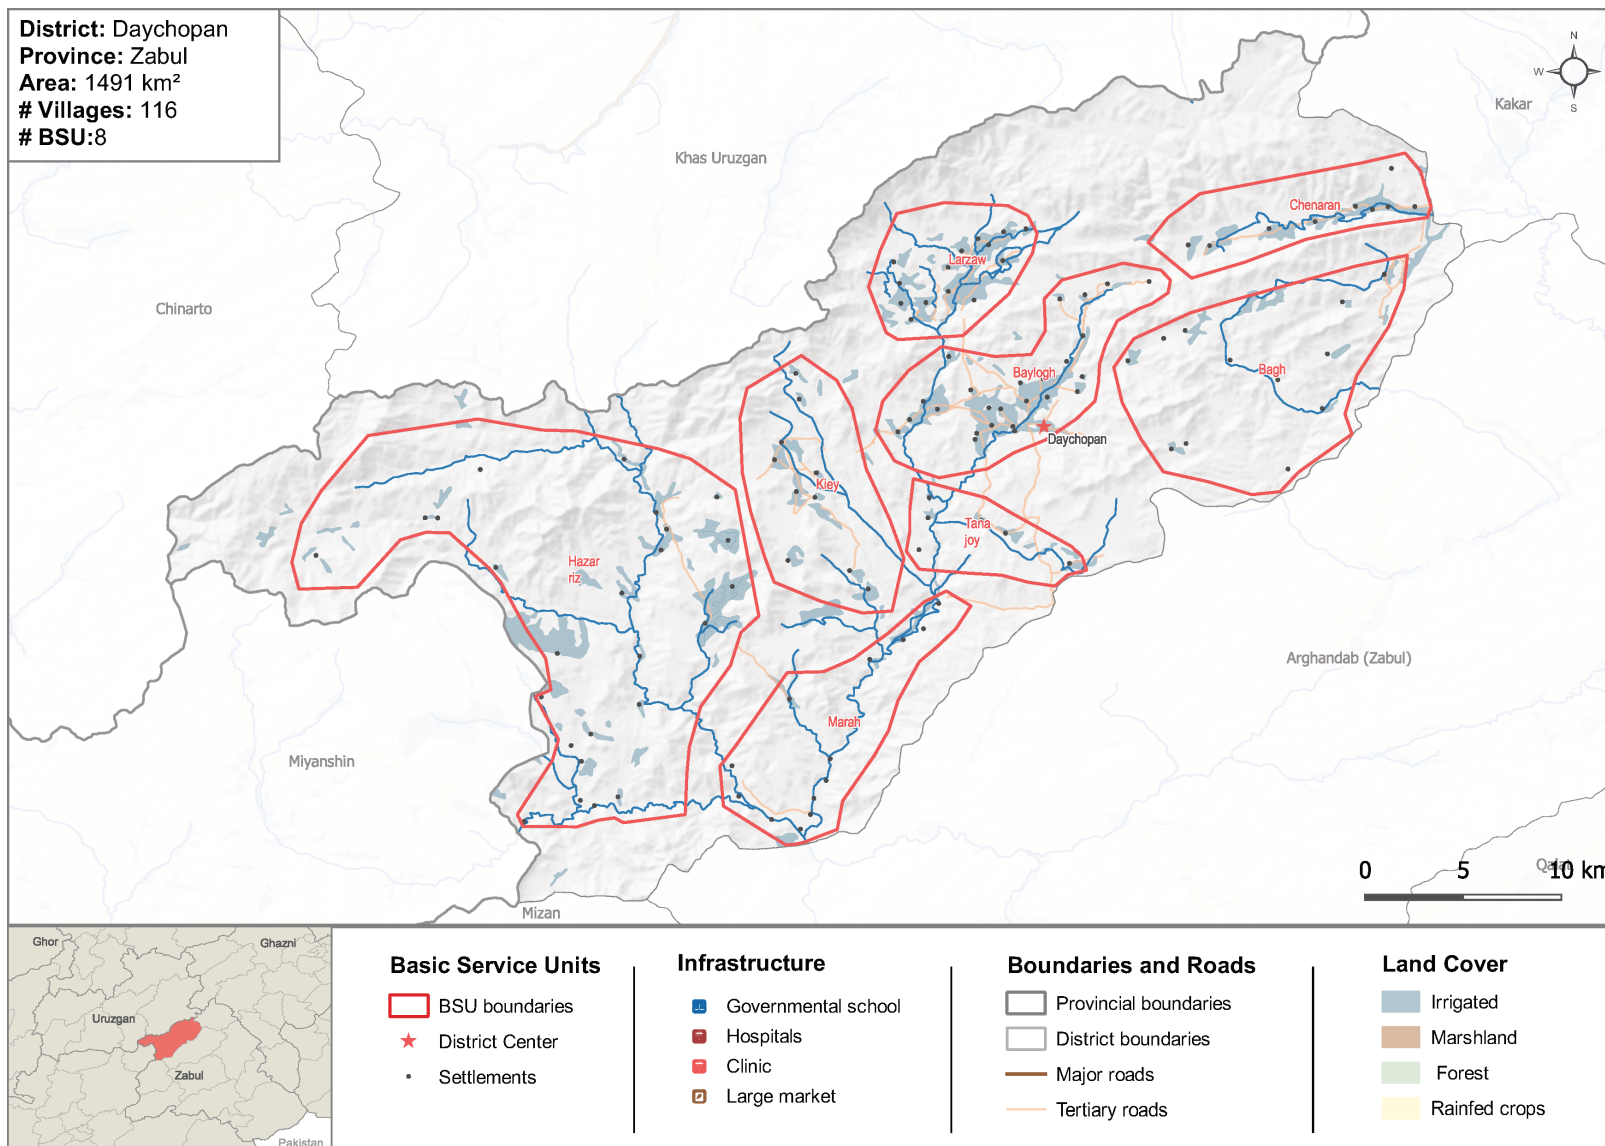 District: Daychopan
Province: Zabul
Area: 1491 km²
# Villages: 116
# BSU:8
N
W
S
Kakar
Khas Uruzgan
Chenaran
Larzaw
Chinarto
Baylogh
Bagh
Daychopan
Kiey
Tana
joy
Hazar
riz
Arghandab (Zabul)
Marah
Miyanshin
0 5 10 km
Qalat
Mizan
Ghor
Ghazni
Uruzgan
Zabul
Pakistan
Basic Service Units
BSU boundaries
District Center
Settlements
Infrastructure
Governmental school
Hospitals
Clinic
Large market
Boundaries and Roads
Provincial boundaries
District boundaries
Major roads
Tertiary roads
Land Cover
Irrigated
Marshland
Forest
Rainfed crops